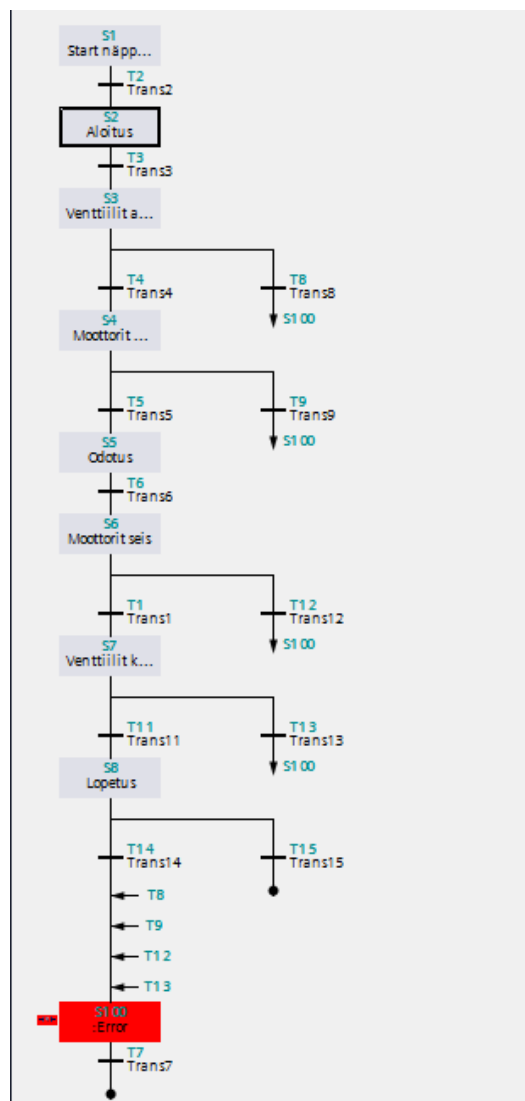 S1
Start näpp...
T2
Trans2
S2
Aloitus
T3
Trans3
S3
Venttiilit a...
T4
Trans4
T8
Trans8
S100
S4
Moottorit ...
T5
Trans5
T9
Trans9
S100
S5
Odotus
T6
Trans6
S6
Moottorit seis
T1
Trans1
T12
Trans12
S100
S7
Venttiilit k...
T11
Trans11
T13
Trans13
S100
S8
Lopetus
T14
Trans14
T15
Trans15
T8
T9
T12
T13
S100
:Error
T7
Trans7